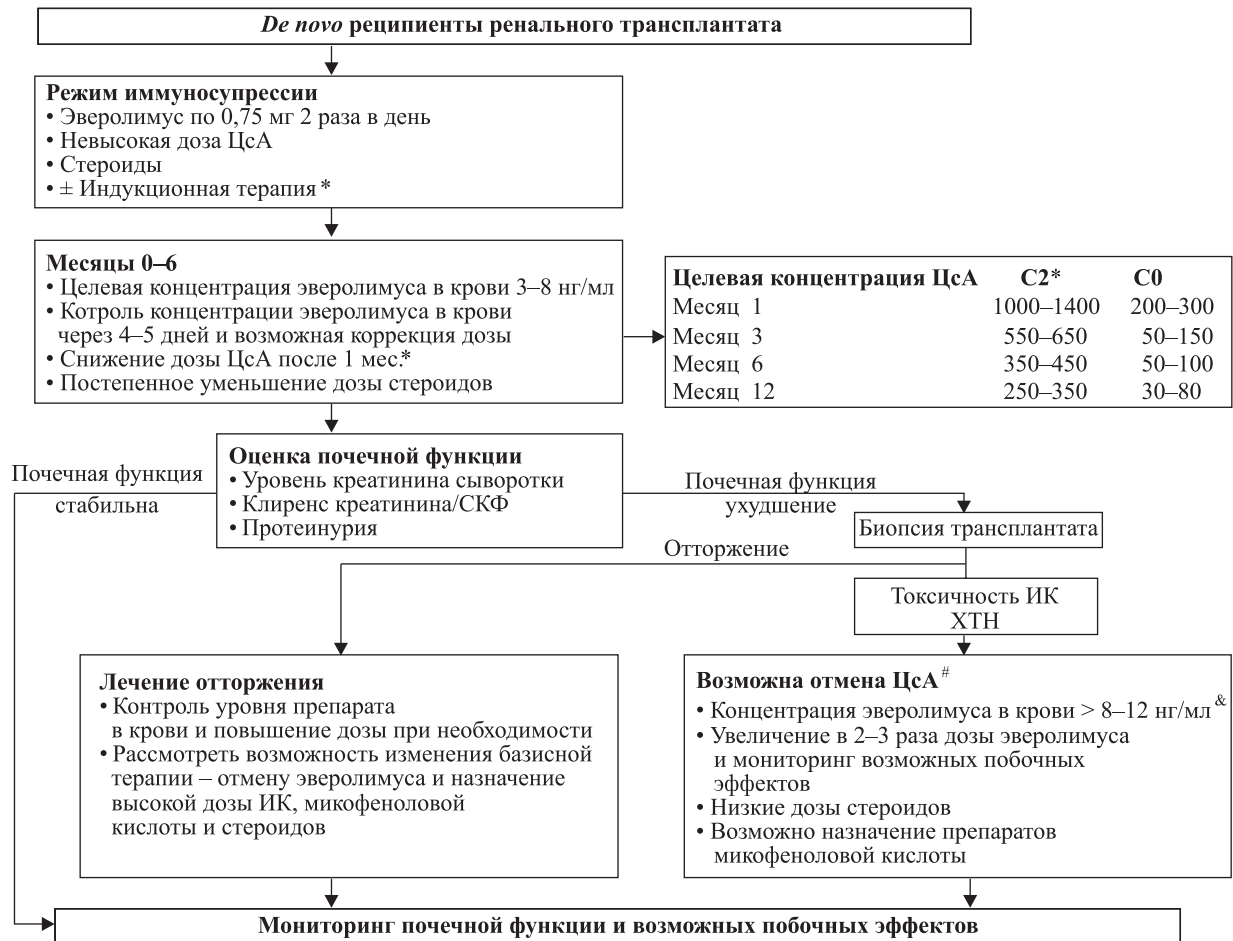 De novo реципиенты ренального трансплантата
Режим иммуносупрессии
• Эверолимус по 0,75 мг 2 раза в день
• Невысокая доза ЦсА
• Стероиды
• ± Индукционная терапия *
Месяцы 0–6
• Целевая концентрация эверолимуса в крови 3–8 нг/мл
• Котроль концентрации эверолимуса в крови
через 4–5 дней и возможная коррекция дозы
• Снижение дозы ЦсА после 1 мес.*
• Постепенное уменьшение дозы стероидов
Целевая концентрация ЦсА C2* C0
Месяц 1 1000–1400 200–300
Месяц 3 550–650 50–150
Месяц 6 350–450 50–100
Месяц 12 250–350 30–80
Оценка почечной функции
• Уровень креатинина сыворотки
• Клиренс креатинина/СКФ
• Протеинурия
Почечная функция
стабильна
Почечная функция
ухудшение
Биопсия трансплантата
Отторжение
Токсичность ИК
ХТН
Лечение отторжения
• Контроль уровня препарата
в крови и повышение дозы при необходимости
• Рассмотреть возможность изменения базисной
терапии – отмену эверолимуса и назначение
высокой дозы ИК, микофеноловой
кислоты и стероидов
Возможна отмена ЦсА#
• Концентрация эверолимуса в крови > 8–12 нг/мл&
• Увеличение в 2–3 раза дозы эверолимуса
и мониторинг возможных побочных
эффектов
• Низкие дозы стероидов
• Возможно назначение препаратов
микофеноловой кислоты
Мониторинг почечной функции и возможных побочных эффектов